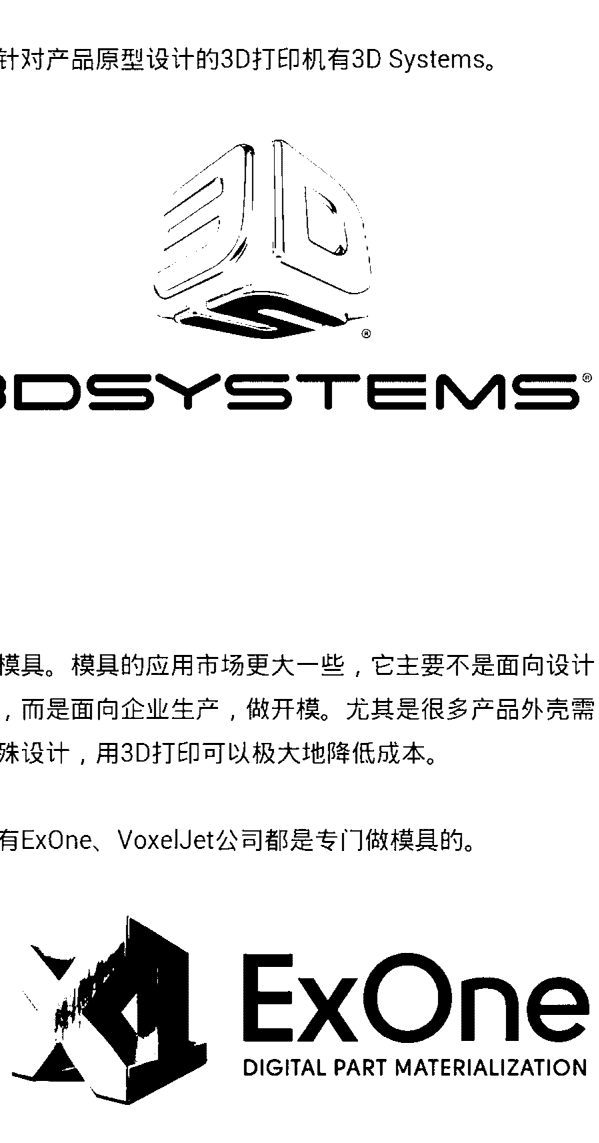 针对产品原型设计的3D打印机有3D Systems。
®
3DSYSTEMS®
模具。模具的应用市场更大一些，它主要不是面向设计
，而是面向企业生产，做开模。尤其是很多产品外壳需
殊设计，用3D打印可以极大地降低成本。
有ExOne、VoxelJet公司都是专门做模具的。
ExOne
DIGITAL PART MATERIALIZATION